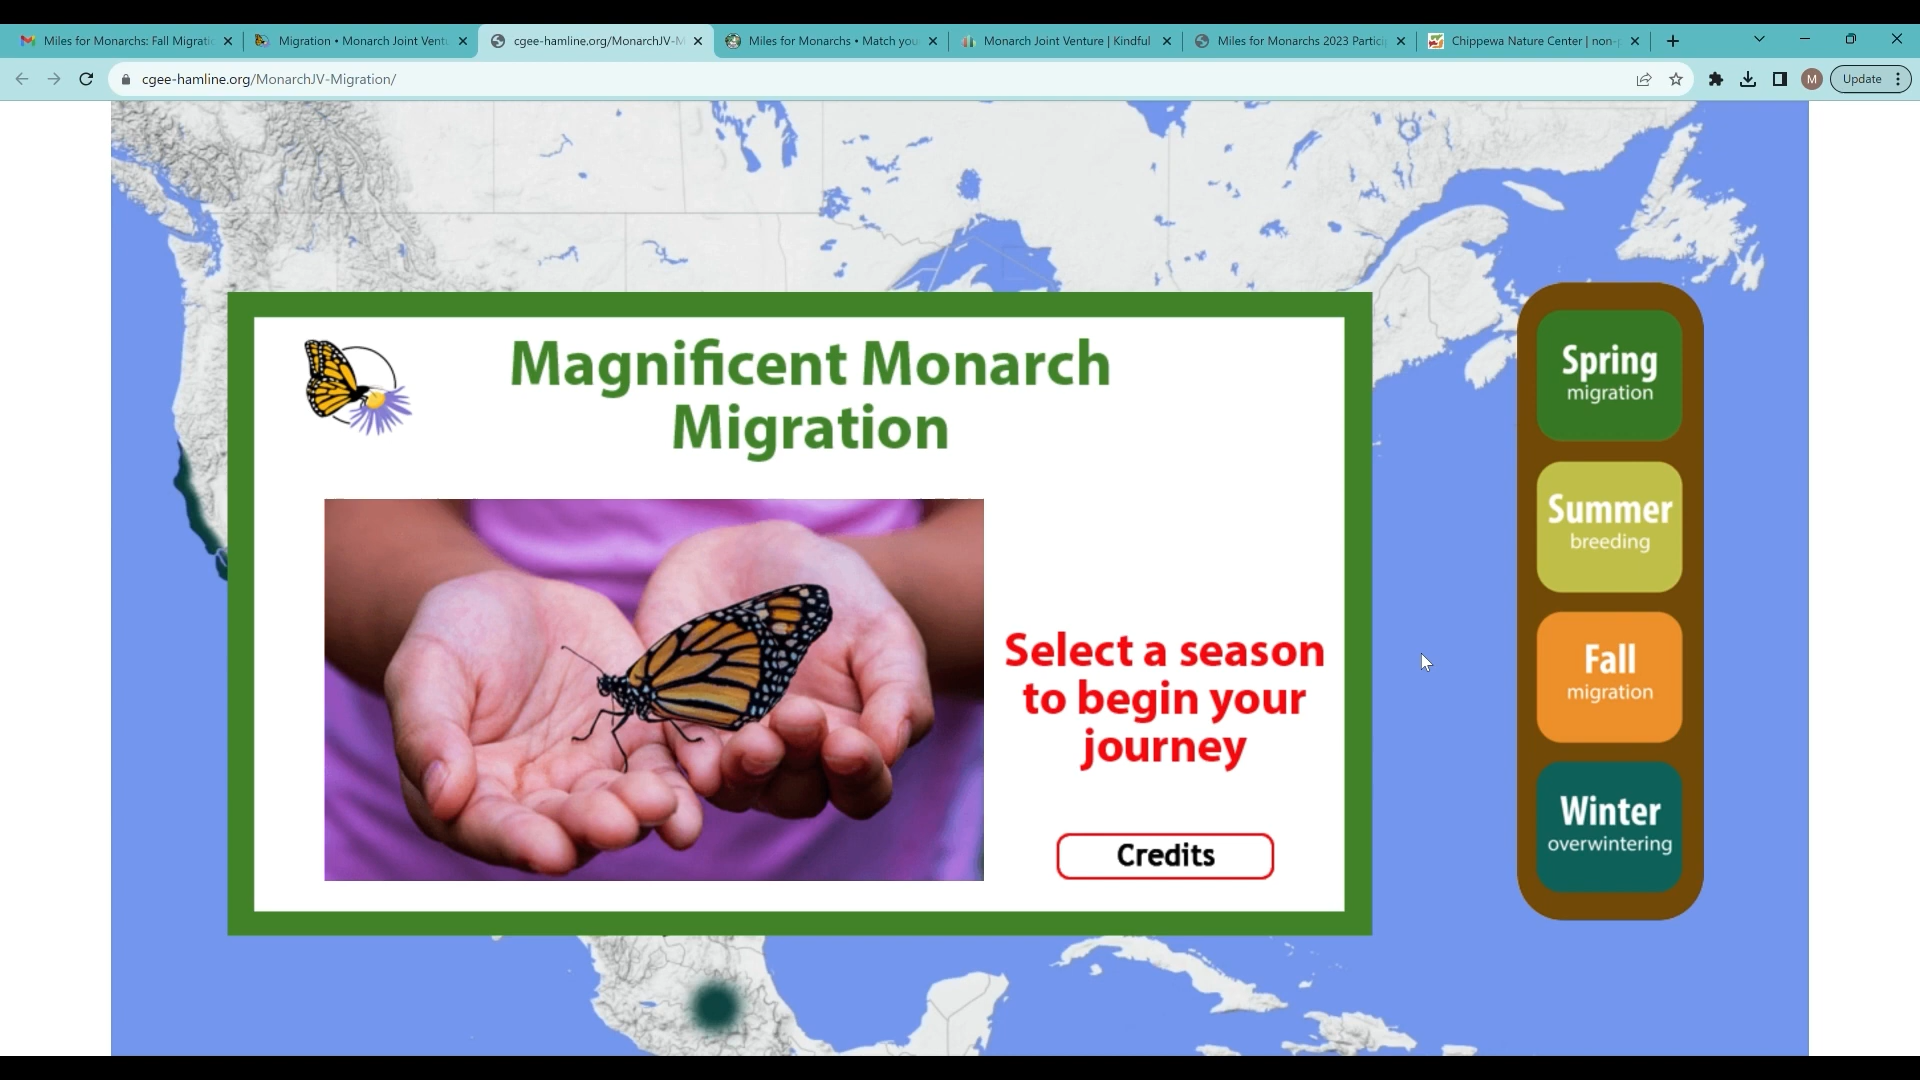 Miles for Monarchs: Fall Migratio
Migration • Monarch Joint Ventu
cgee-hamline.org/MonarchJV-M
Miles for Monarchs • Match you
Monarch Joint Venture | Kindful
Miles for Monarchs 2023 Particip
Chippewa Nature Center | non-p
cgee-hamline.org/MonarchJV-Migration/
M
Update
Magnificent Monarch
Migration
Select a season
to begin your
journey
Credits
Spring
migration
Summer
breeding
Fall
migration
Winter
overwintering